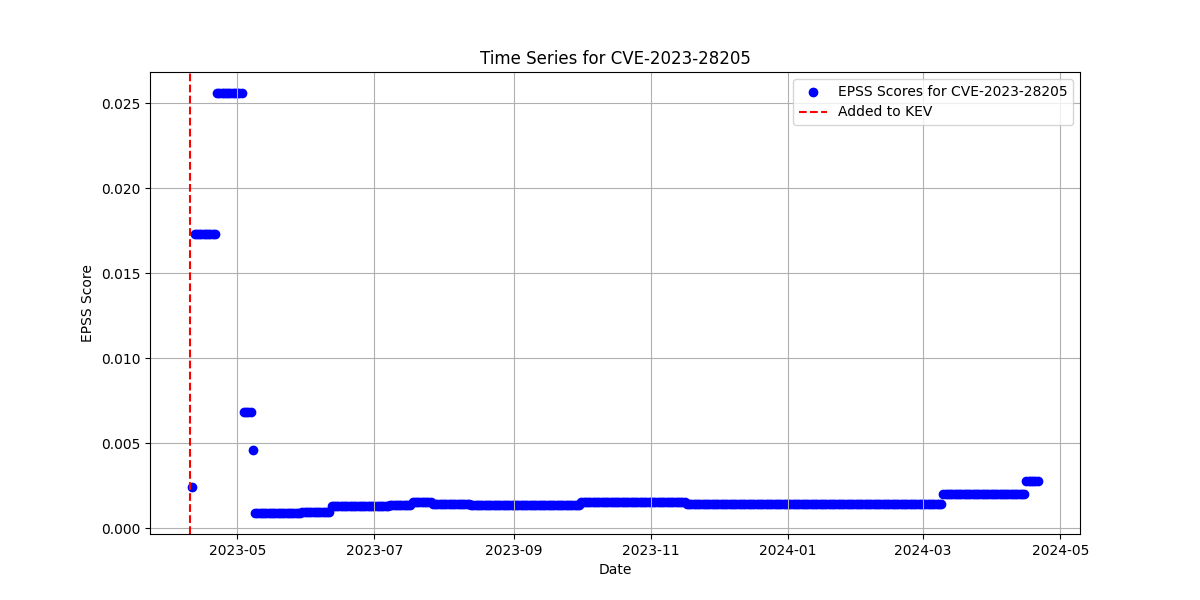 Time Series for CVE-2023-28205
EPSS Scores for CVE-2023-28205
Added to KEV
EPSS Score
0.025
0.020
0.015
0.010
0.005
0.000
2023-05 2023-07 2023-09 2023-11 2024-01 2024-03 2024-05
Date